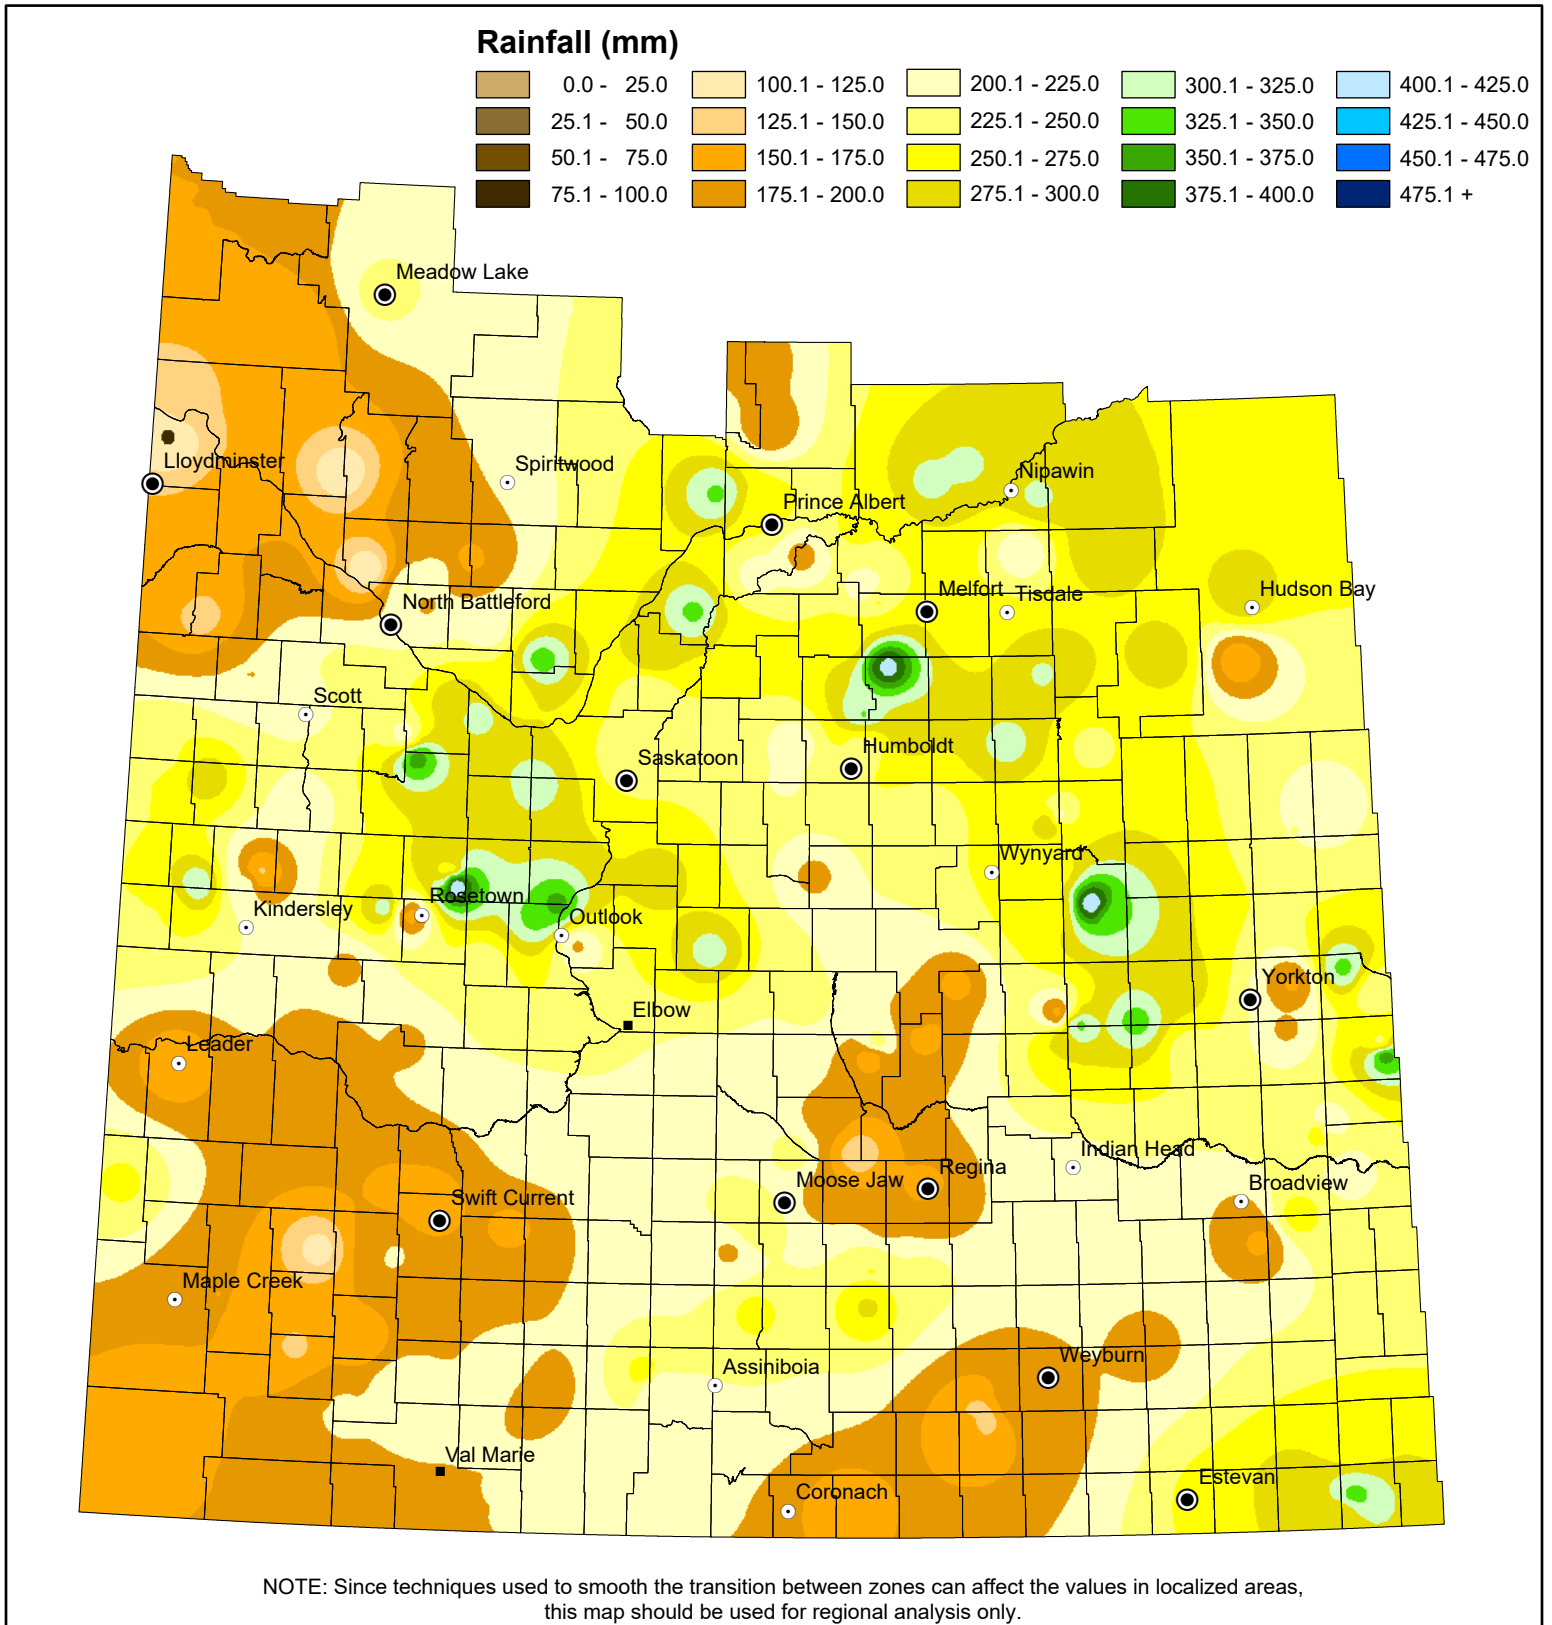 Rainfall (mm)
0.0 - 25.0
25.1 - 50.0
50.1 - 75.0
75.1 - 100.0
100.1 - 125.0
125.1 - 150.0
150.1 - 175.0
175.1 - 200.0
200.1 - 225.0
225.1 - 250.0
250.1 - 275.0
275.1 - 300.0
300.1 - 325.0
325.1 - 350.0
350.1 - 375.0
375.1 - 400.0
400.1 - 425.0
425.1 - 450.0
450.1 - 475.0
475.1 +
Meadow Lake
Lloydminster
Spiritwood
Nipawin
Prince Albert
Hudson Bay
Melfort
Tisdale
North Battleford
Scott
Humboldt
Saskatoon
Wynyard
Rosetown
Kindersley
Outlook
Yorkton
Elbow
Leader
Indian Head
Regina
Moose Jaw
Broadview
Swift Current
Maple Creek
Weyburn
Assiniboia
Val Marie
Estevan
Coronach
NOTE: Since techniques used to smooth the transition between zones can affect the values in localized areas,
this map should be used for regional analysis only.